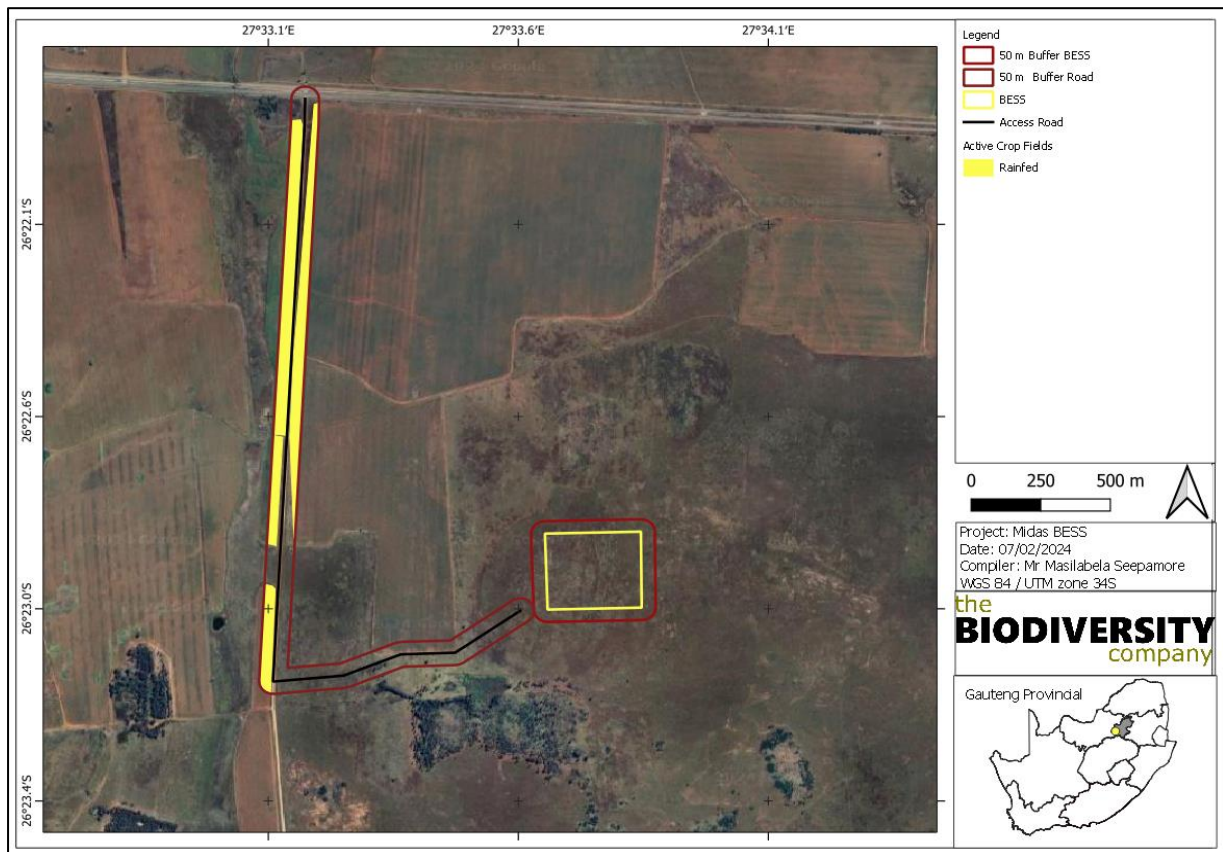 27°33.1'E 27°33.6'E 27°34.1'E
26°22.1'S
26°22.6'S
26°23.0'S
26°23.4'S
Legend
50 m Buffer BESS
50 m Buffer Road
BESS
Access Road
Active Crop Fields
Rainfed
0 250 500 m
Project: Midas BESS
Date: 07/02/2024
Compiler: Mr Masilabela Seepamore
WGS 84 / UTM zone 34S
the
BIODIVERSITY
company
Gauteng Provincial